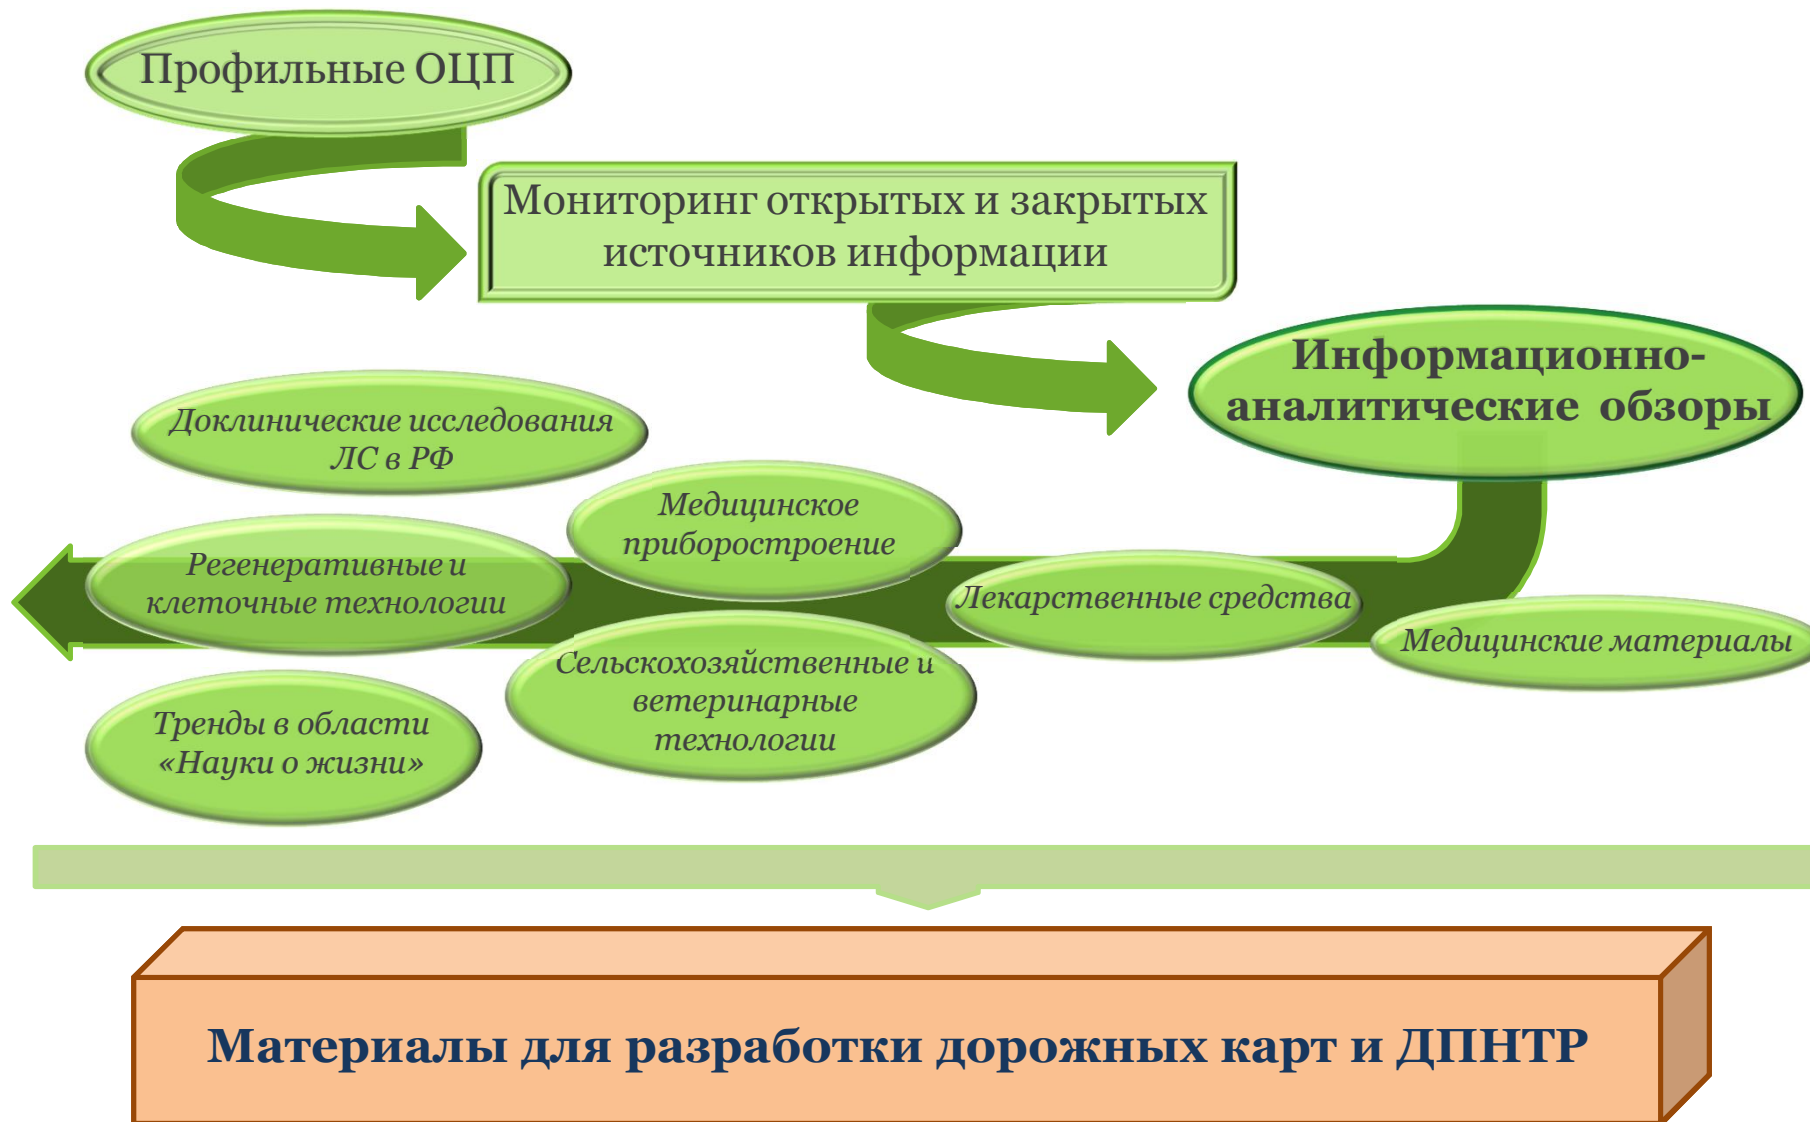 Профильные ОЦП
Мониторинг открытых и закрытых
источников информации
Информационно-
аналитические обзоры
Доклинические исследования
ЛС в РФ
Медицинское
приборостроение
Регенеративные и
клеточные технологии
Лекарственные средства
Медицинские материалы
Сельскохозяйственные и
ветеринарные
технологии
Тренды в области
«Науки о жизни»
Материалы для разработки дорожных карт и ДПНТР